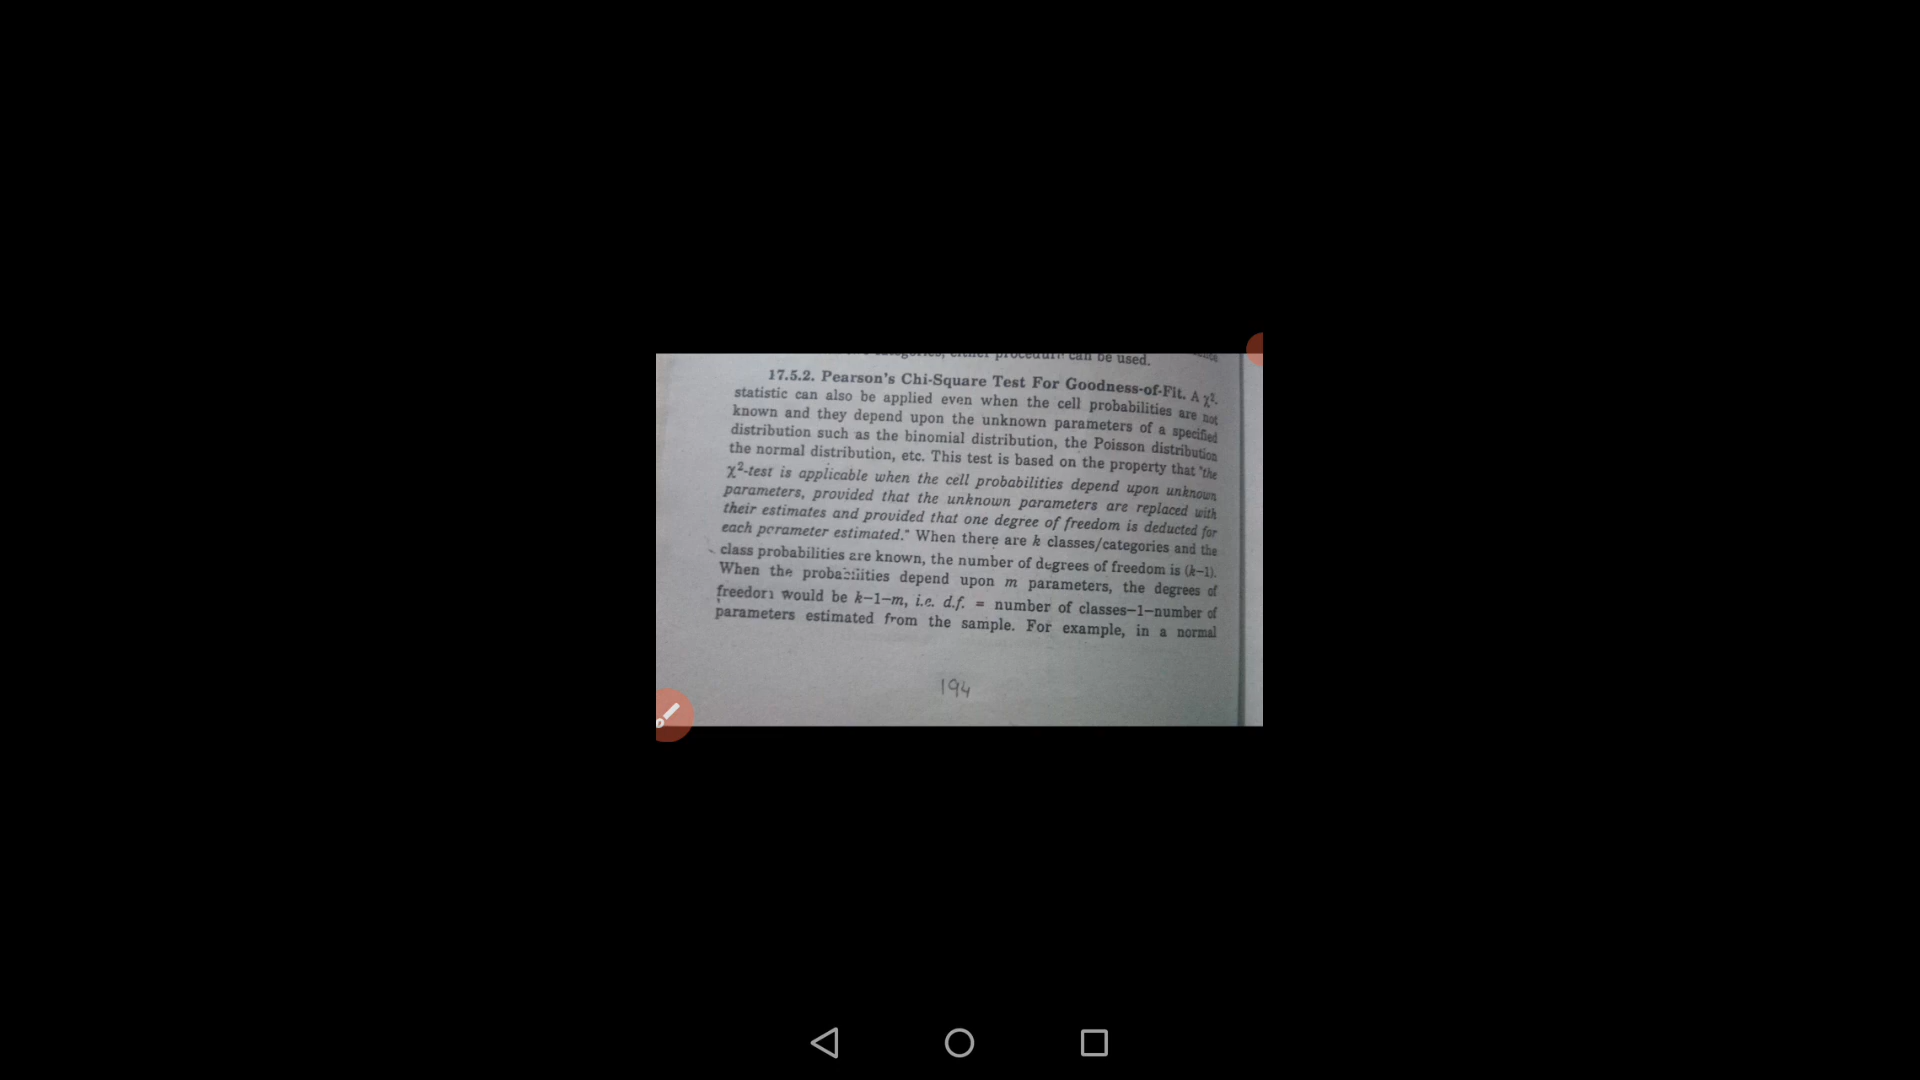 categories, either procedure can be used.
17.5.2. Pearson's Chi-Square Test For Goodness-of-Fit. A χ²-
statistic can also be applied even when the cell probabilities are not
known and they depend upon the unknown parameters of a specified
distribution such as the binomial distribution, the Poisson distribution
the normal distribution, etc. This test is based on the property that "the
χ²-test is applicable when the cell probabilities depend upon unknown
parameters, provided that the unknown parameters are replaced with
their estimates and provided that one degree of freedom is deducted for
each parameter estimated." When there are k classes/categories and the
class probabilities are known, the number of degrees of freedom is (k–1).
When the probabilities depend upon m parameters, the degrees of
freedom would be k–1–m, i.e. d.f. = number of classes–1–number of
parameters estimated from the sample. For example, in a normal
194